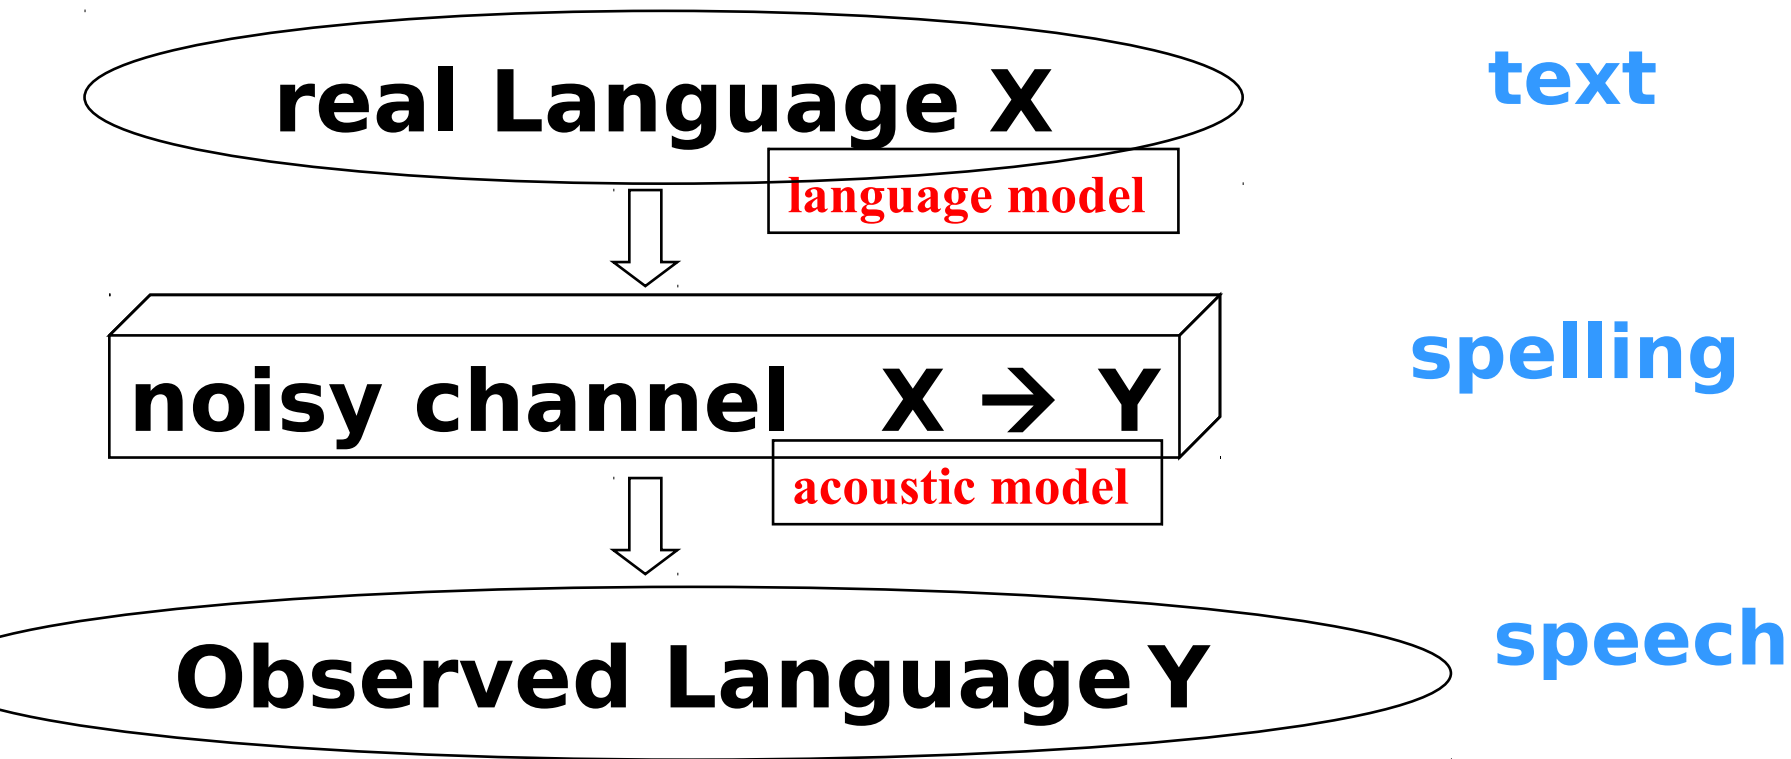 real Language X
text
language model
noisy channel X → Y
spelling
acoustic model
Observed Language Y
speech